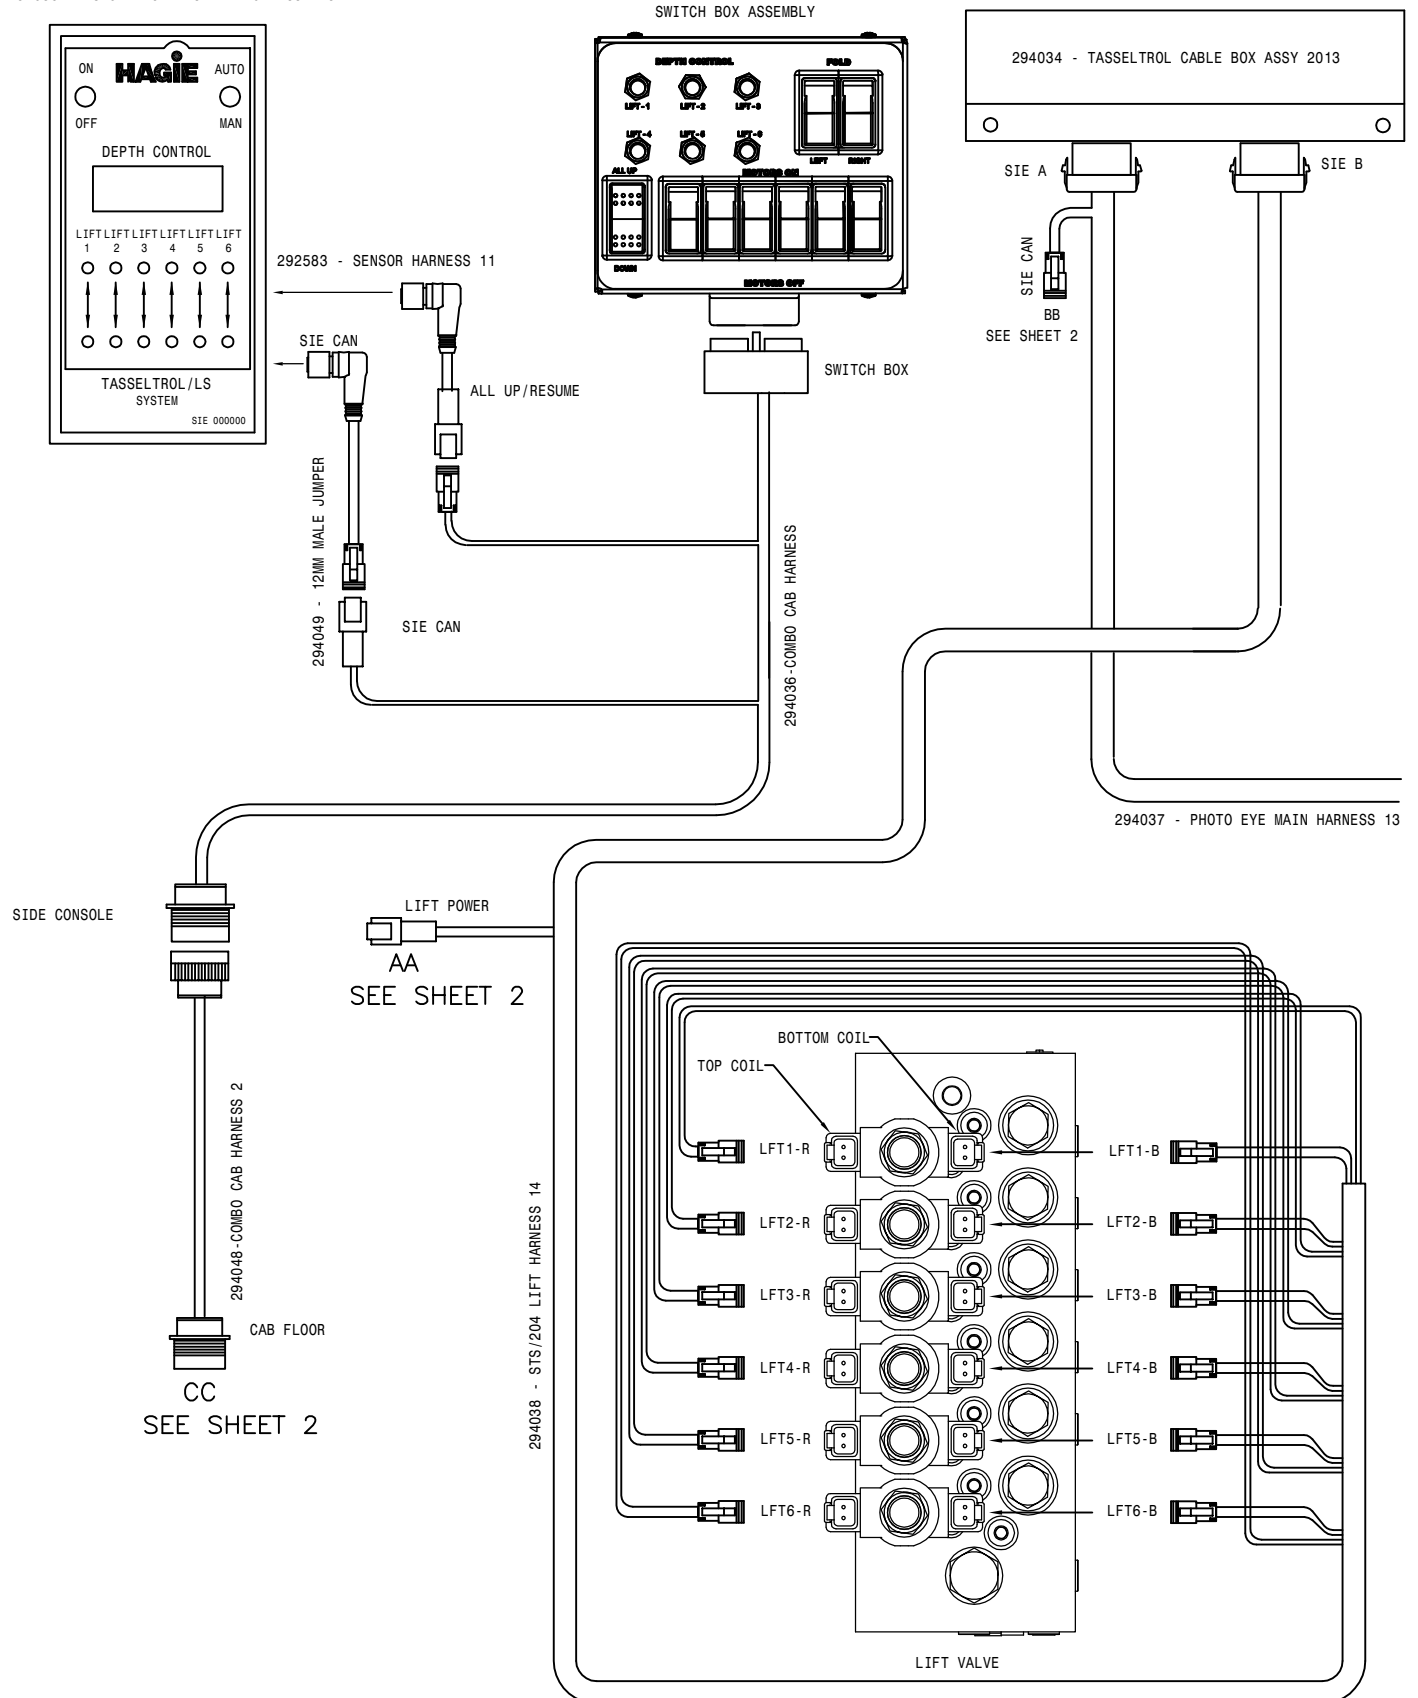 SWITCH BOX ASSEMBLY
ON
HAGIE
AUTO
OFF
MAN
DEPTH CONTROL
LIFT LIFT LIFT LIFT LIFT LIFT
1 2 3 4 5 6
TASSELTROL/LS
SYSTEM
SIE 000000
292583 - SENSOR HARNESS 11
SIE CAN
ALL UP/RESUME
294049 - 12MM MALE JUMPER
SIE CAN
DEPTH CONTROL
FOLD
LIFT-1
LIFT-2
LIFT-3
LIFT-4
LIFT-5
LIFT-6
LEFT
RIGHT
ALL UP
MOTORS ON
DOWN
MOTORS OFF
SWITCH BOX
294036-COMBO CAB HARNESS
294034 - TASSELTROL CABLE BOX ASSY 2013
SIE A
SIE B
SIE CAN
BB
SEE SHEET 2
294037 - PHOTO EYE MAIN HARNESS 13
SIDE CONSOLE
LIFT POWER
AA
SEE SHEET 2
294048-COMBO CAB HARNESS 2
CAB FLOOR
CC
SEE SHEET 2
294038 - STS/204 LIFT HARNESS 14
BOTTOM COIL
TOP COIL
LFT1-R
LFT1-B
LFT2-R
LFT2-B
LFT3-R
LFT3-B
LFT4-R
LFT4-B
LFT5-R
LFT5-B
LFT6-R
LFT6-B
LIFT VALVE